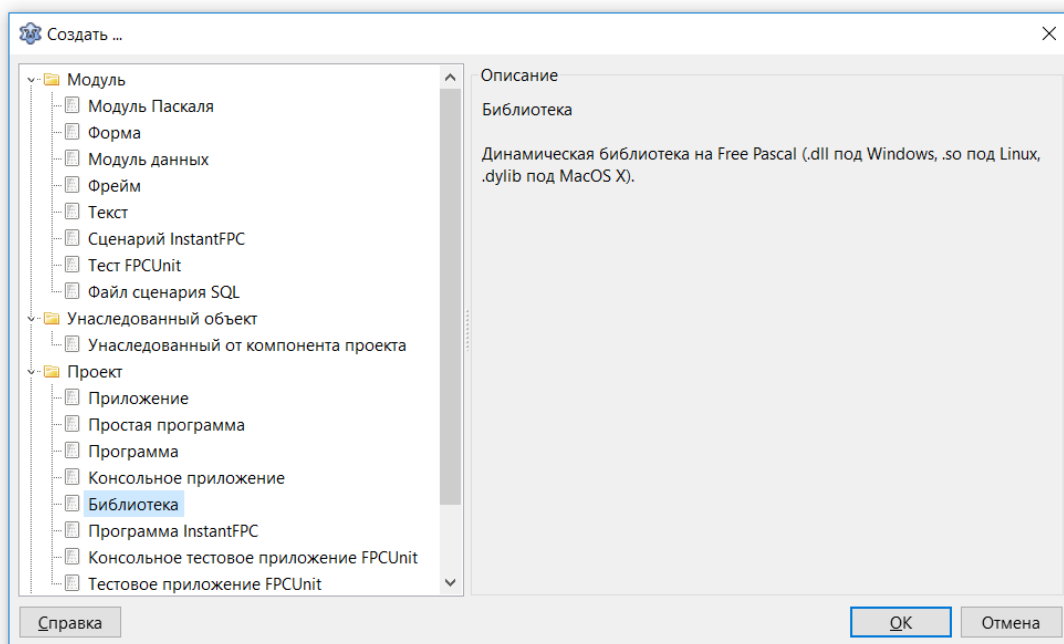 Создать ...
Модуль
Модуль Паскаля
Форма
Модуль данных
Фрейм
Текст
Сценарий InstantFPC
Тест FPCUnit
Файл сценария SQL
Унаследованный объект
Унаследованный от компонента проекта
Проект
Приложение
Простая программа
Программа
Консольное приложение
Библиотека
Программа InstantFPC
Консольное тестовое приложение FPCUnit
Тестовое приложение FPCUnit
Описание
Библиотека
Динамическая библиотека на Free Pascal (.dll под Windows, .so под Linux,
.dylib под MacOS X).
Справка
OK
Отмена